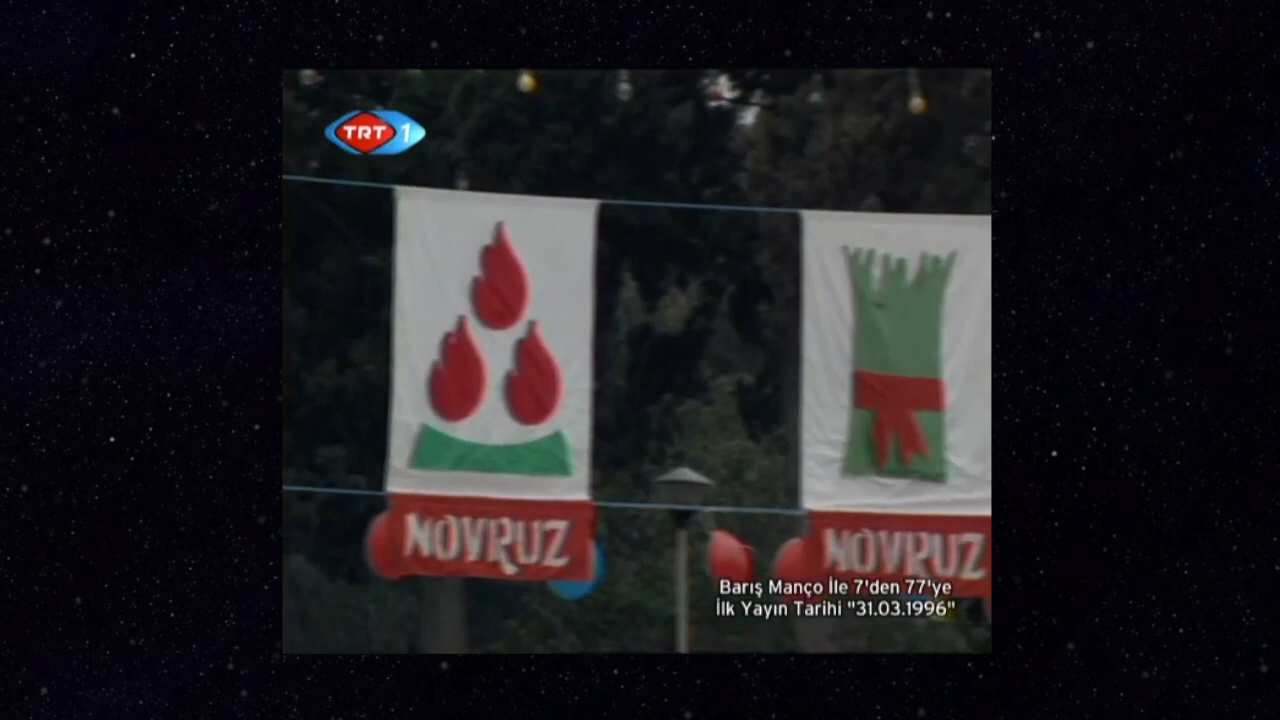 TRT 1
NOVRUZ
NOVRUZ
Barış Manço İle 7'den 77'ye
İlk Yayın Tarihi "31.03.1996"